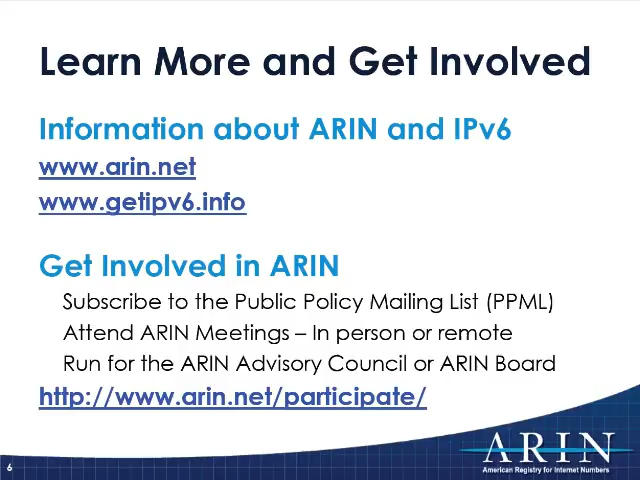 Learn More and Get Involved
Information about ARIN and IPv6
www.arin.net
www.getipv6.info
Get Involved in ARIN
Subscribe to the Public Policy Mailing List (PPML)
Attend ARIN Meetings – In person or remote
Run for the ARIN Advisory Council or ARIN Board
http://www.arin.net/participate/
6
ARIN
American Registry for Internet Numbers